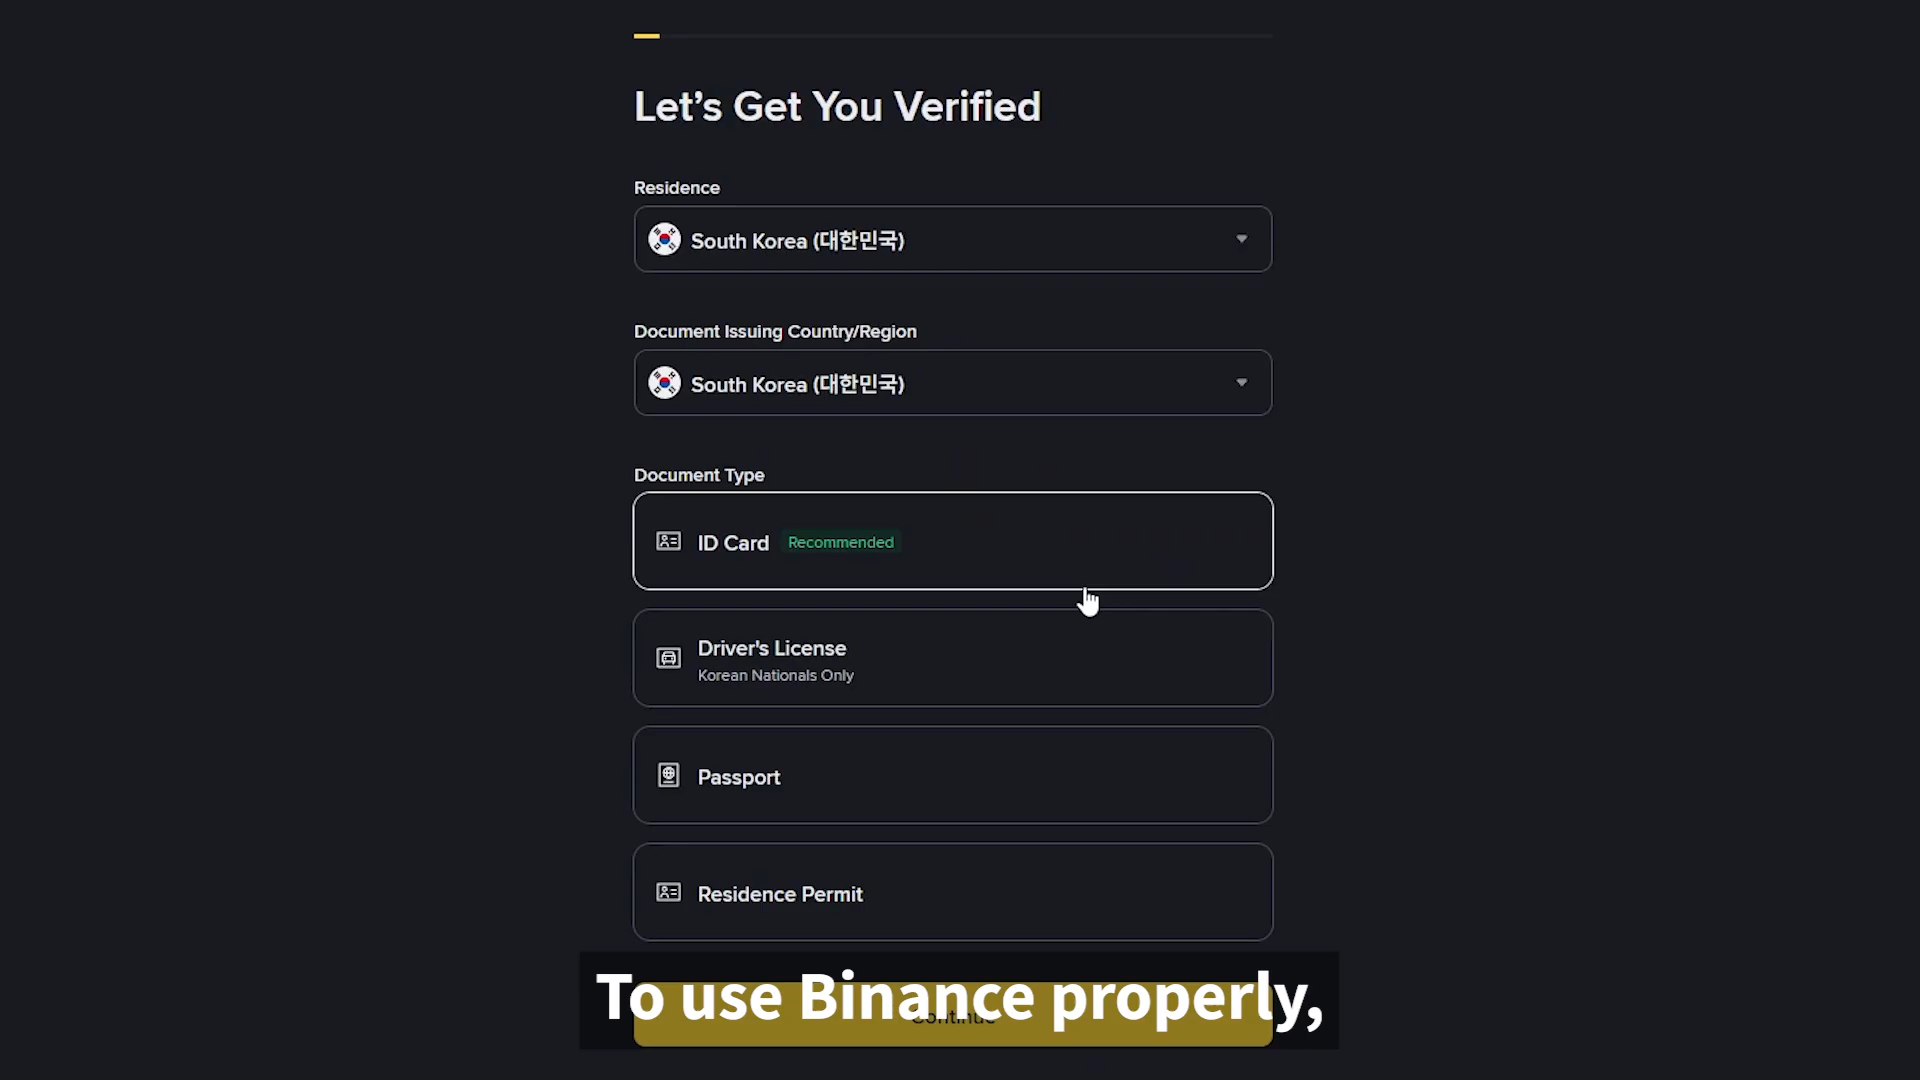 Let's Get You Verified
Residence
South Korea (대한민국)
Document Issuing Country/Region
South Korea (대한민국)
Document Type
ID Card Recommended
Driver's License
Korean Nationals Only
Passport
Residence Permit
To use Binance properly,
Continue